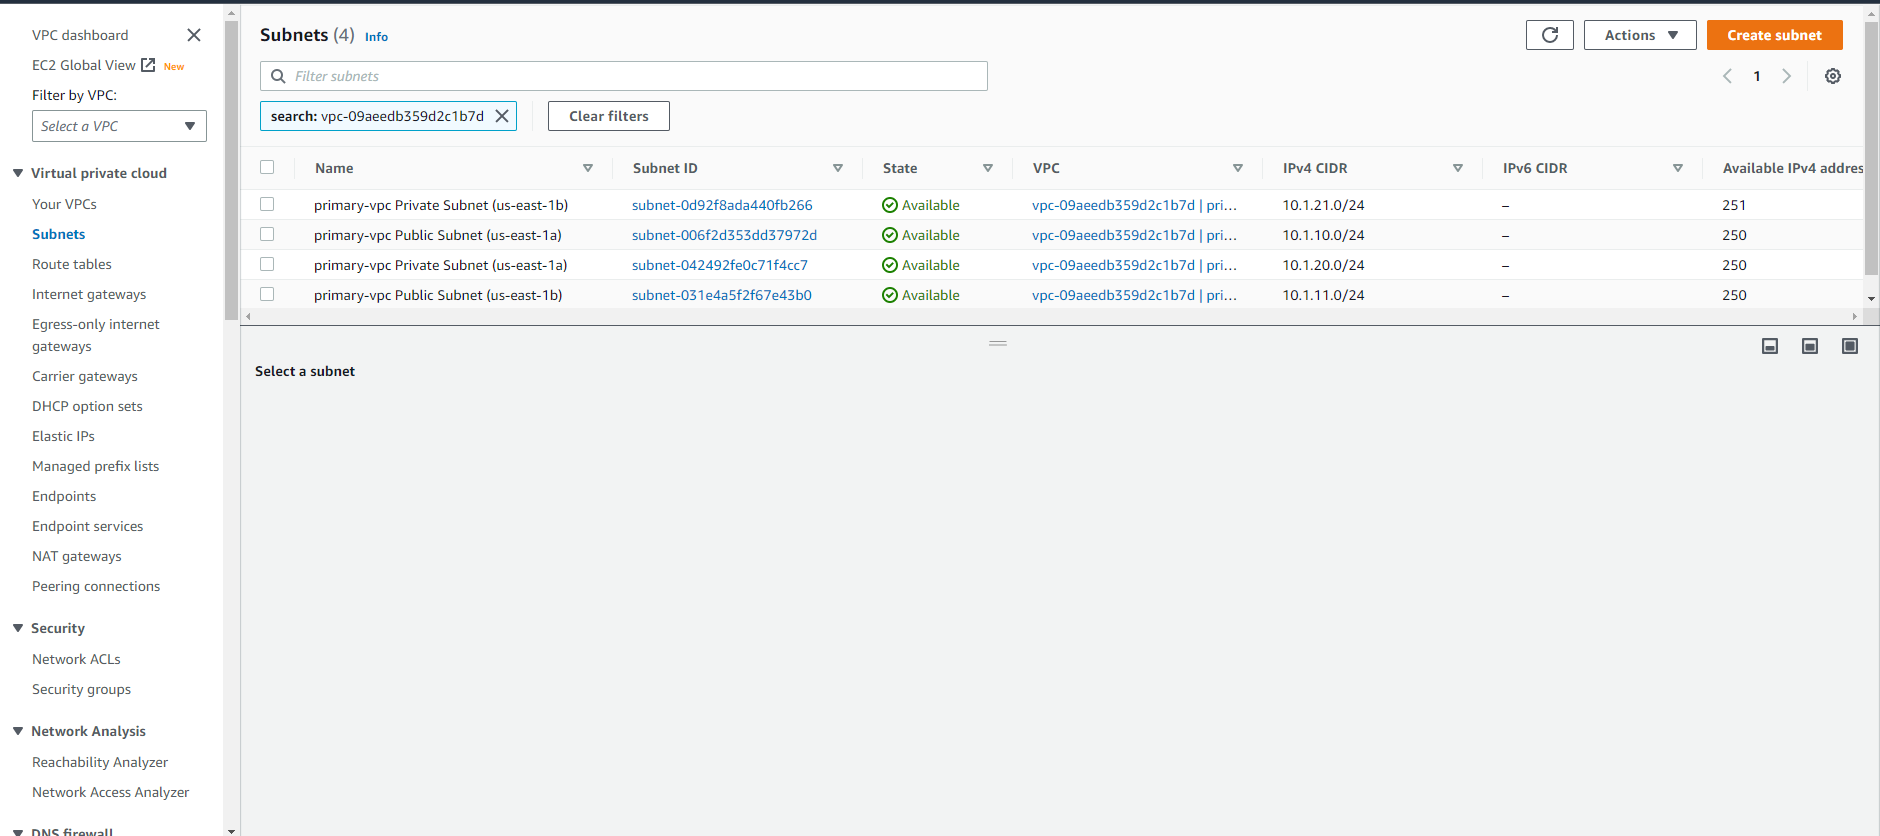 VPC dashboard
EC2 Global View New
Filter by VPC:
Select a VPC
Virtual private cloud
Your VPCs
Subnets
Route tables
Internet gateways
Egress-only internet
gateways
Carrier gateways
DHCP option sets
Elastic IPs
Managed prefix lists
Endpoints
Endpoint services
NAT gateways
Peering connections
Security
Network ACLs
Security groups
Network Analysis
Reachability Analyzer
Network Access Analyzer
DNS firewall
Subnets (4) Info
Actions
Create subnet
Filter subnets
1
search: vpc-09aeedb359d2c1b7d
Clear filters
Name Subnet ID State VPC IPv4 CIDR IPv6 CIDR Available IPv4 addres
primary-vpc Private Subnet (us-east-1b) subnet-0d92f8ada440fb266 Available vpc-09aeedb359d2c1b7d | pri... 10.1.21.0/24 – 251
primary-vpc Public Subnet (us-east-1a) subnet-006f2d353dd37972d Available vpc-09aeedb359d2c1b7d | pri... 10.1.10.0/24 – 250
primary-vpc Private Subnet (us-east-1a) subnet-042492fe0c71f4cc7 Available vpc-09aeedb359d2c1b7d | pri... 10.1.20.0/24 – 250
primary-vpc Public Subnet (us-east-1b) subnet-031e4a5f2f67e43b0 Available vpc-09aeedb359d2c1b7d | pri... 10.1.11.0/24 – 250
Select a subnet